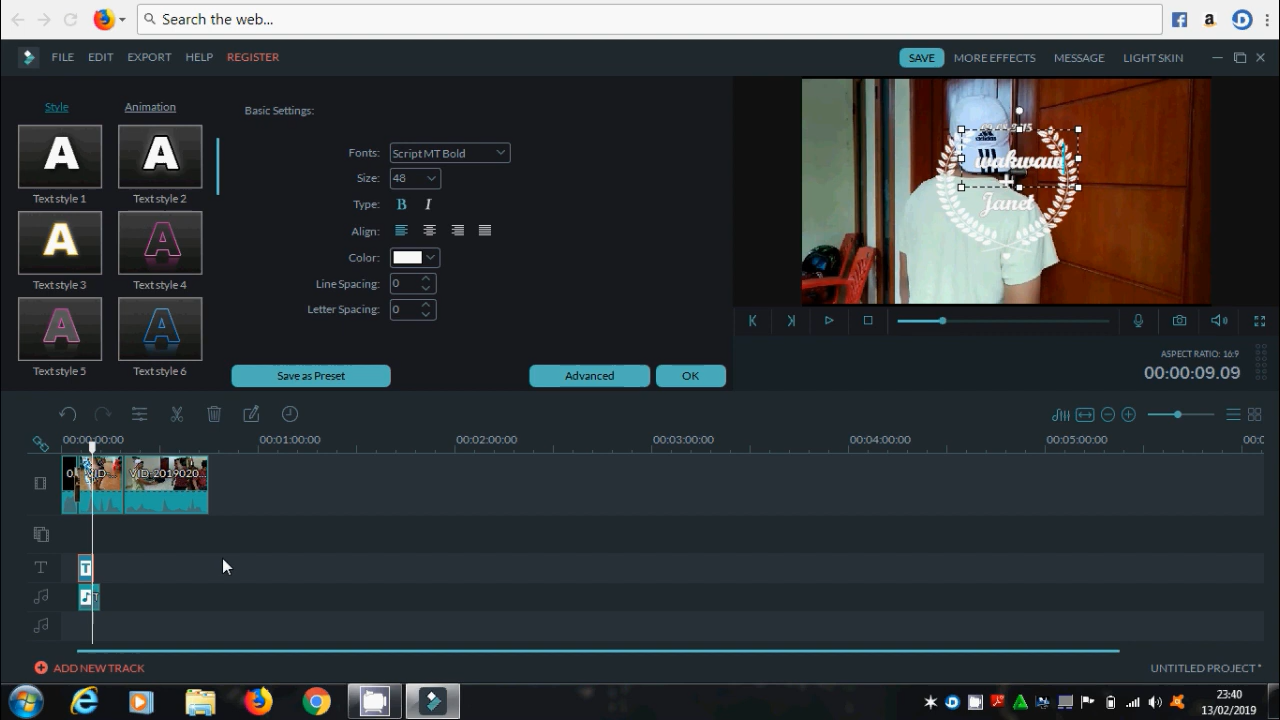 Search the web...
FILE EDIT EXPORT HELP REGISTER
SAVE MORE EFFECTS MESSAGE LIGHT SKIN
Style Animation
Basic Settings:
A A
Text style 1 Text style 2
A A
Text style 3 Text style 4
A A
Text style 5 Text style 6
Fonts: Script MT Bold
Size: 48
Type: B I
Align:
Color:
Line Spacing: 0
Letter Spacing: 0
Save as Preset Advanced OK
adidas
wakwaw
+
Janet
ASPECT RATIO: 16:9
00:00:09.09
00:00:00:00 00:01:00:00 00:02:00:00 00:03:00:00 00:04:00:00 00:05:00:00
VID-... VID-2019020...
T
T
ADD NEW TRACK
UNTITLED PROJECT*
23:40
13/02/2019